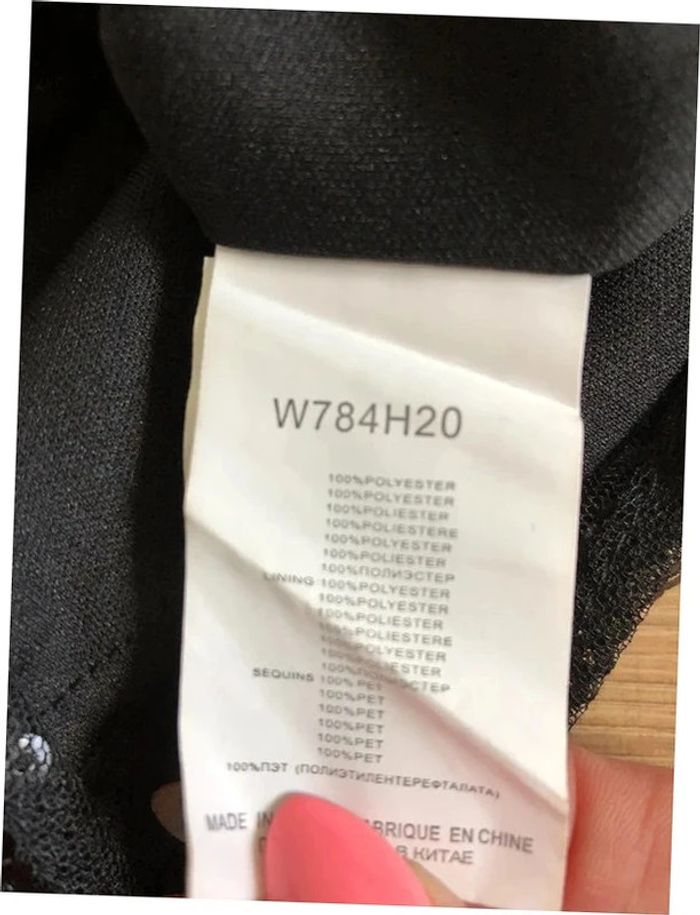 W784H20
100%POLYESTER
100%POLYESTER
100%POLIESTER
100%POLIESTERE
100%POLYESTER
100%POLIESTER
100%ПОЛИЭСТЕР
LINING 100%POLYESTER
100%POLYESTER
100%POLIESTER
100%POLIESTERE
100%POLYESTER
100%POLIESTER
SEQUINS 100% PET
100%PET
100%PET
100%PET
100%PET
100%PET
100%ПЭТ (ПОЛИЭТИЛЕНТЕРЕФТАЛАТА)
MADE IN FABRIQUE EN CHINE
В КИТАЕ